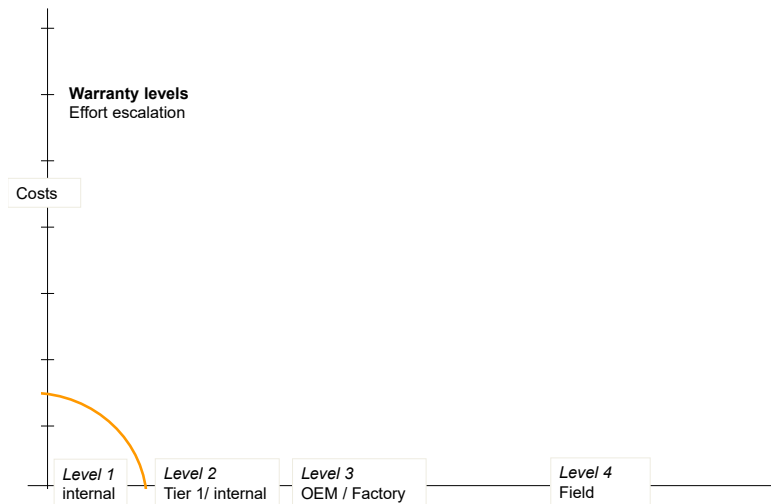 Warranty levels
Effort escalation
Costs
Level 1
internal
Level 2
Tier 1/ internal
Level 3
OEM / Factory
Level 4
Field